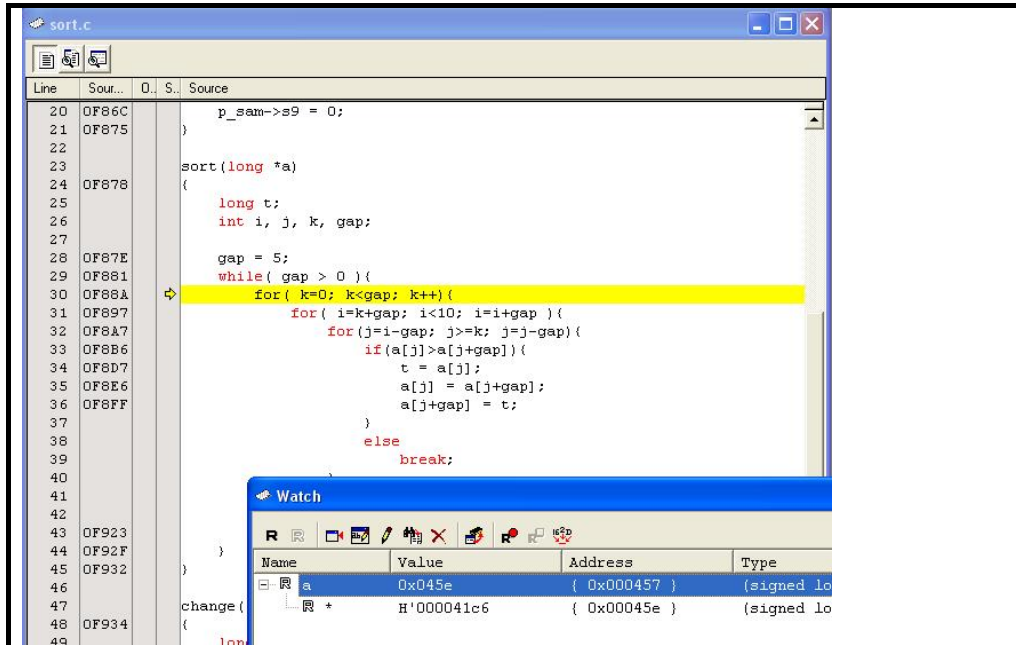 sort.c
Line Sour... O.. S.. Source
20 0F86C p_sam->s9 = 0;
21 0F875 }
22
23 sort(long *a)
24 0F878 {
25 long t;
26 int i, j, k, gap;
27
28 0F87E gap = 5;
29 0F881 while( gap > 0 ){
30 0F88A for( k=0; k<gap; k++){
31 0F897 for( i=k+gap; i<10; i=i+gap ){
32 0F8A7 for(j=i-gap; j>=k; j=j-gap){
33 0F8B6 if(a[j]>a[j+gap]){
34 0F8D7 t = a[j];
35 0F8E6 a[j] = a[j+gap];
36 0F8FF a[j+gap] = t;
37 }
38 else
39 break;
40
41
42
43 0F923
44 0F92F }
45 0F932 }
46
47 change(
48 0F934 {
49 lon
Watch
R R
Name Value Address Type
R a 0x045e { 0x000457 } (signed lo
R * H'000041c6 { 0x00045e } (signed lo